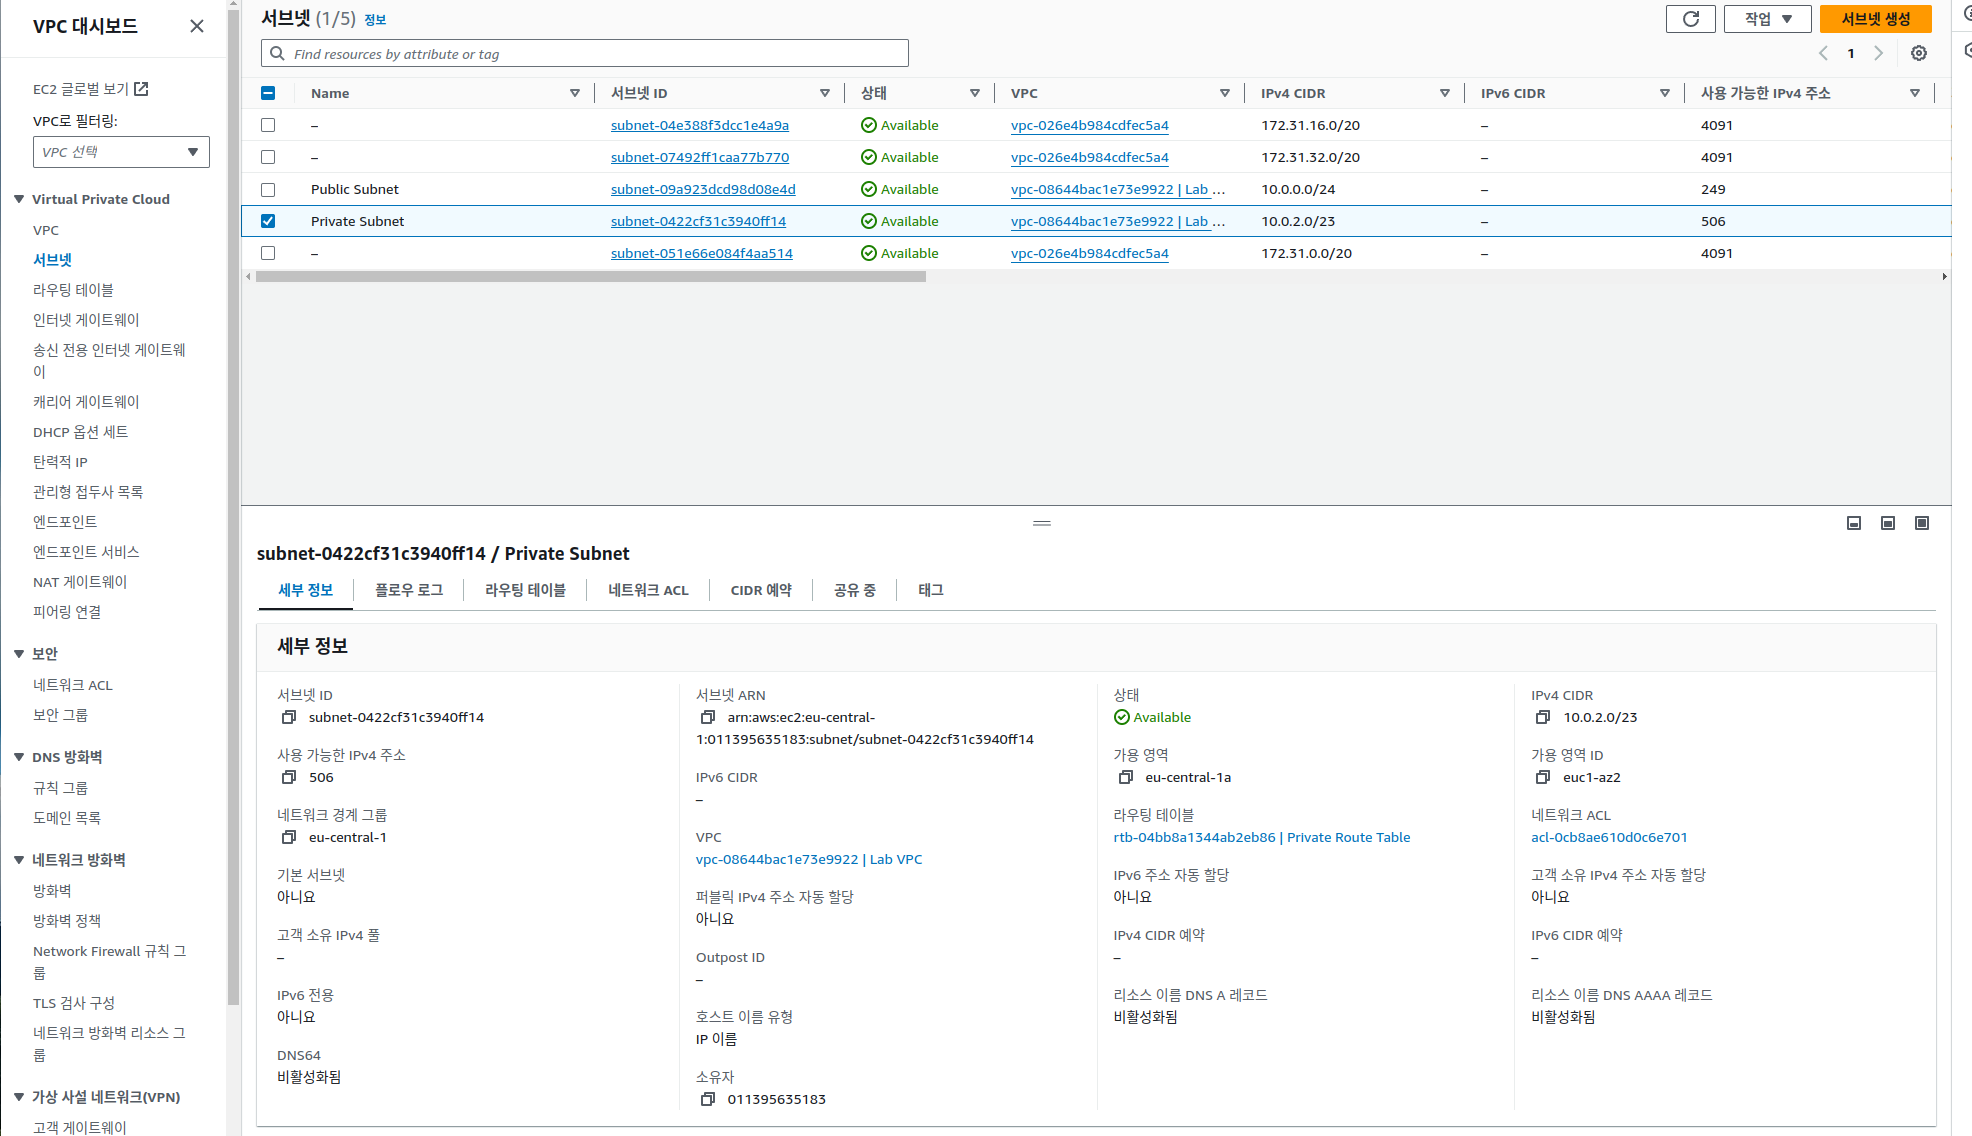 VPC 대시보드
EC2 글로벌 보기
VPC로 필터링:
VPC 선택
Virtual Private Cloud
VPC
서브넷
라우팅 테이블
인터넷 게이트웨이
송신 전용 인터넷 게이트웨
이
캐리어 게이트웨이
DHCP 옵션 세트
탄력적 IP
관리형 접두사 목록
엔드포인트
엔드포인트 서비스
NAT 게이트웨이
피어링 연결
보안
네트워크 ACL
보안 그룹
DNS 방화벽
규칙 그룹
도메인 목록
네트워크 방화벽
방화벽
방화벽 정책
Network Firewall 규칙 그
룹
TLS 검사 구성
네트워크 방화벽 리소스 그
룹
가상 사설 네트워크(VPN)
고객 게이트웨이
서브넷 (1/5) 정보
작업
서브넷 생성
Find resources by attribute or tag
1
Name 서브넷 ID 상태 VPC IPv4 CIDR IPv6 CIDR 사용 가능한 IPv4 주소
– subnet-04e388f3dcc1e4a9a Available vpc-026e4b984cdfec5a4 172.31.16.0/20 – 4091
– subnet-07492ff1caa77b770 Available vpc-026e4b984cdfec5a4 172.31.32.0/20 – 4091
Public Subnet subnet-09a923dcd98d08e4d Available vpc-08644bac1e73e9922 | Lab ... 10.0.0.0/24 – 249
Private Subnet subnet-0422cf31c3940ff14 Available vpc-08644bac1e73e9922 | Lab ... 10.0.2.0/23 – 506
– subnet-051e66e084f4aa514 Available vpc-026e4b984cdfec5a4 172.31.0.0/20 – 4091
subnet-0422cf31c3940ff14 / Private Subnet
세부 정보 플로우 로그 라우팅 테이블 네트워크 ACL CIDR 예약 공유 중 태그
세부 정보
서브넷 ID
subnet-0422cf31c3940ff14
사용 가능한 IPv4 주소
506
네트워크 경계 그룹
eu-central-1
기본 서브넷
아니요
고객 소유 IPv4 풀
–
IPv6 전용
아니요
DNS64
비활성화됨
서브넷 ARN
arn:aws:ec2:eu-central-
1:011395635183:subnet/subnet-0422cf31c3940ff14
IPv6 CIDR
–
VPC
vpc-08644bac1e73e9922 | Lab VPC
퍼블릭 IPv4 주소 자동 할당
아니요
Outpost ID
–
호스트 이름 유형
IP 이름
소유자
011395635183
상태
Available
가용 영역
eu-central-1a
라우팅 테이블
rtb-04bb8a1344ab2eb86 | Private Route Table
IPv6 주소 자동 할당
아니요
IPv4 CIDR 예약
–
리소스 이름 DNS A 레코드
비활성화됨
IPv4 CIDR
10.0.2.0/23
가용 영역 ID
euc1-az2
네트워크 ACL
acl-0cb8ae610d0c6e701
고객 소유 IPv4 주소 자동 할당
아니요
IPv6 CIDR 예약
–
리소스 이름 DNS AAAA 레코드
비활성화됨